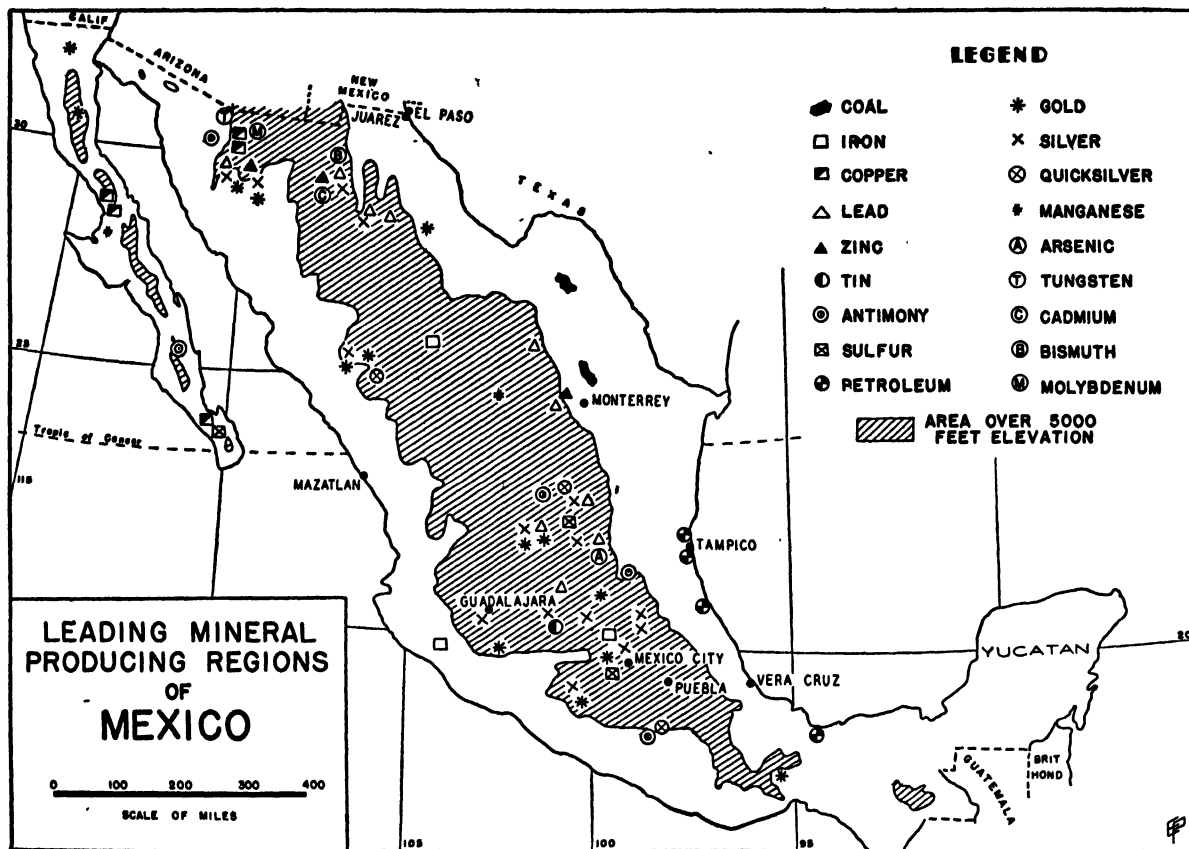 CALIF
ARIZONA
NEW
MEXICO
JUAREZ
EL PASO
TEXAS
30
25
Tropic of Cancer
115
MAZATLAN
MONTERREY
TAMPICO
GUADALAJARA
MEXICO CITY
PUEBLA
VERA CRUZ
YUCATAN
20
GUATEMALA
BRIT
HOND
105
100
95
LEGEND
COAL
IRON
COPPER
LEAD
ZINC
TIN
ANTIMONY
SULFUR
PETROLEUM
GOLD
SILVER
QUICKSILVER
MANGANESE
A ARSENIC
T TUNGSTEN
C CADMIUM
B BISMUTH
M MOLYBDENUM
AREA OVER 5000
FEET ELEVATION
T
M
B
C
A
LEADING MINERAL
PRODUCING REGIONS
OF
MEXICO
0 100 200 300 400
SCALE OF MILES